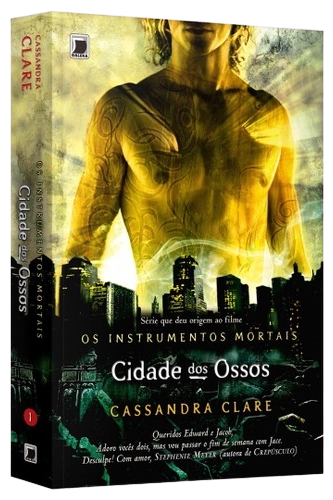 CASSANDRA
CLARE
OS INSTRUMENTOS MORTAIS
Cidade dos Ossos
1
Série que deu origem ao filme
OS INSTRUMENTOS MORTAIS
Cidade dos Ossos
CASSANDRA CLARE
Queridos Edward e Jacob,
Adoro vocês dois, mas vou passar o fim de semana com Jace.
Desculpe! Com amor, STEPHENIE MEYER (autora de CREPÚSCULO)